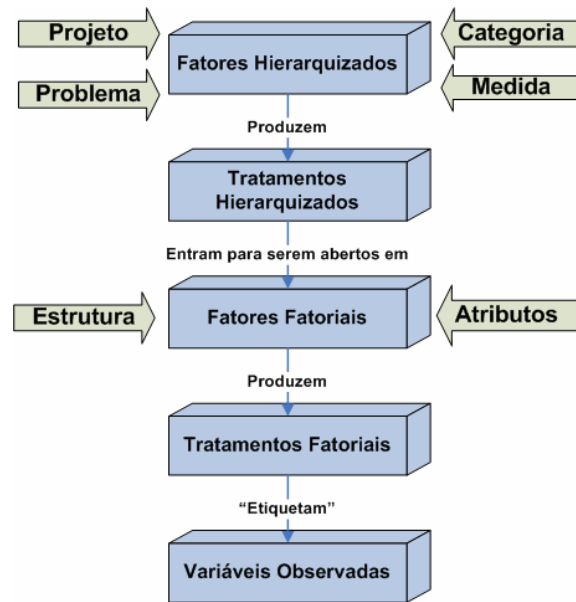 Projeto
Categoria
Fatores Hierarquizados
Problema
Medida
Produzem
Tratamentos
Hierarquizados
Entram para serem abertos em
Estrutura
Fatores Fatoriais
Atributos
Produzem
Tratamentos Fatoriais
“Etiquetam”
Variáveis Observadas